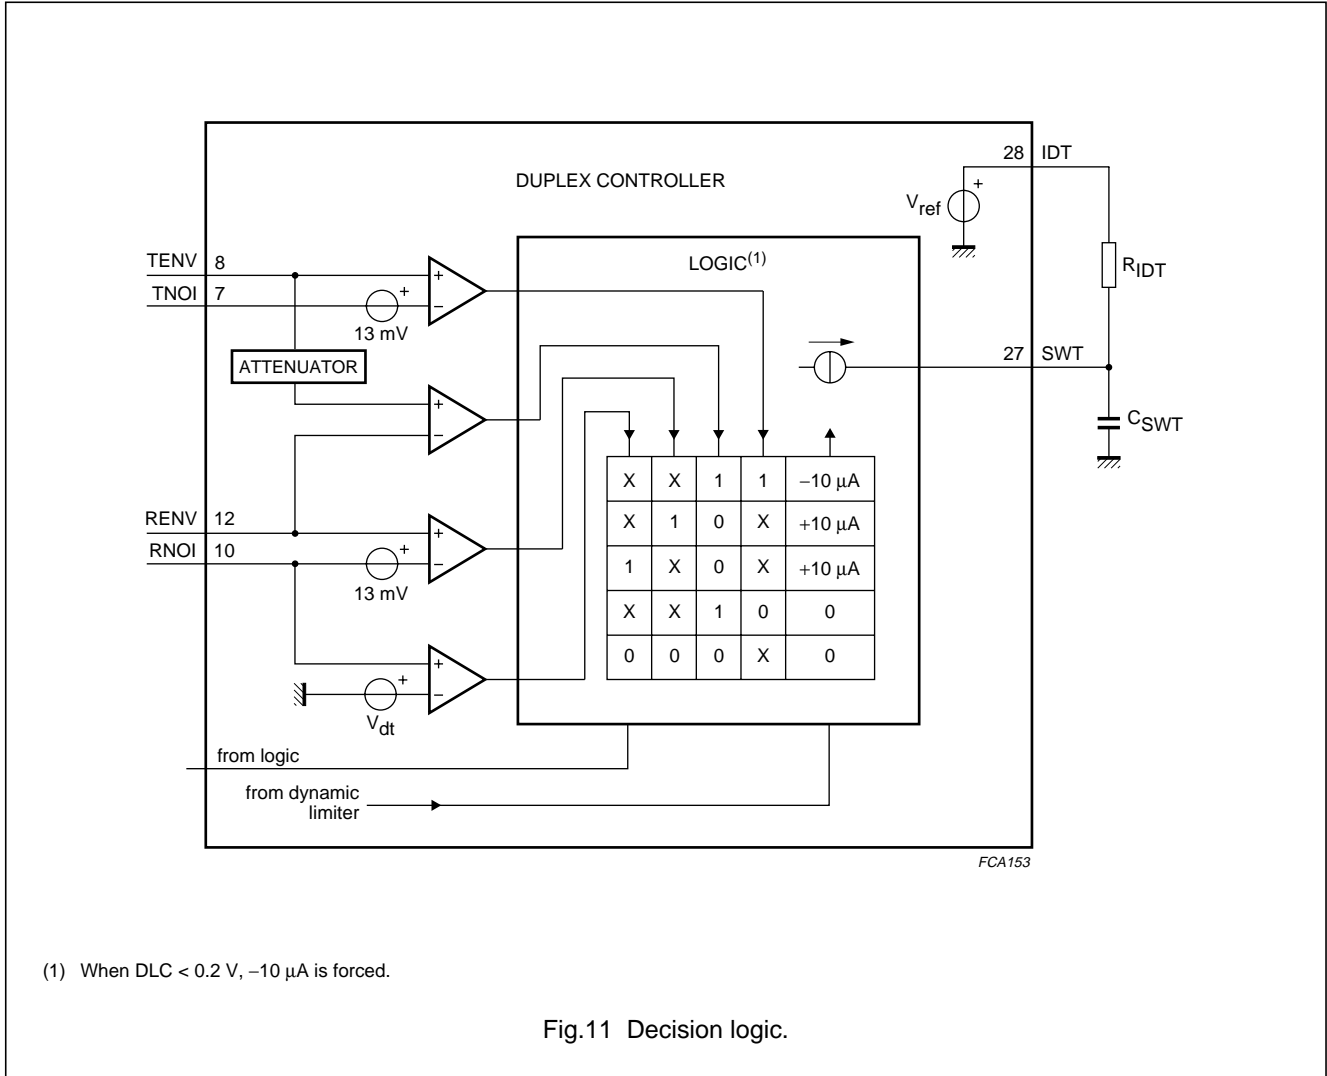 DUPLEX CONTROLLER
28 IDT
V_ref
+
R_IDT
27 SWT
C_SWT
TENV 8
TNOI 7
+
13 mV
+
−
ATTENUATOR
+
−
RENV 12
RNOI 10
+
13 mV
+
−
+
V_dt
+
−
LOGIC(1)
X X 1 1 −10 μA
X 1 0 X +10 μA
1 X 0 X +10 μA
X X 1 0 0
0 0 0 X 0
from logic
from dynamic
limiter
FCA153
(1) When DLC < 0.2 V, −10 μA is forced.
Fig.11 Decision logic.